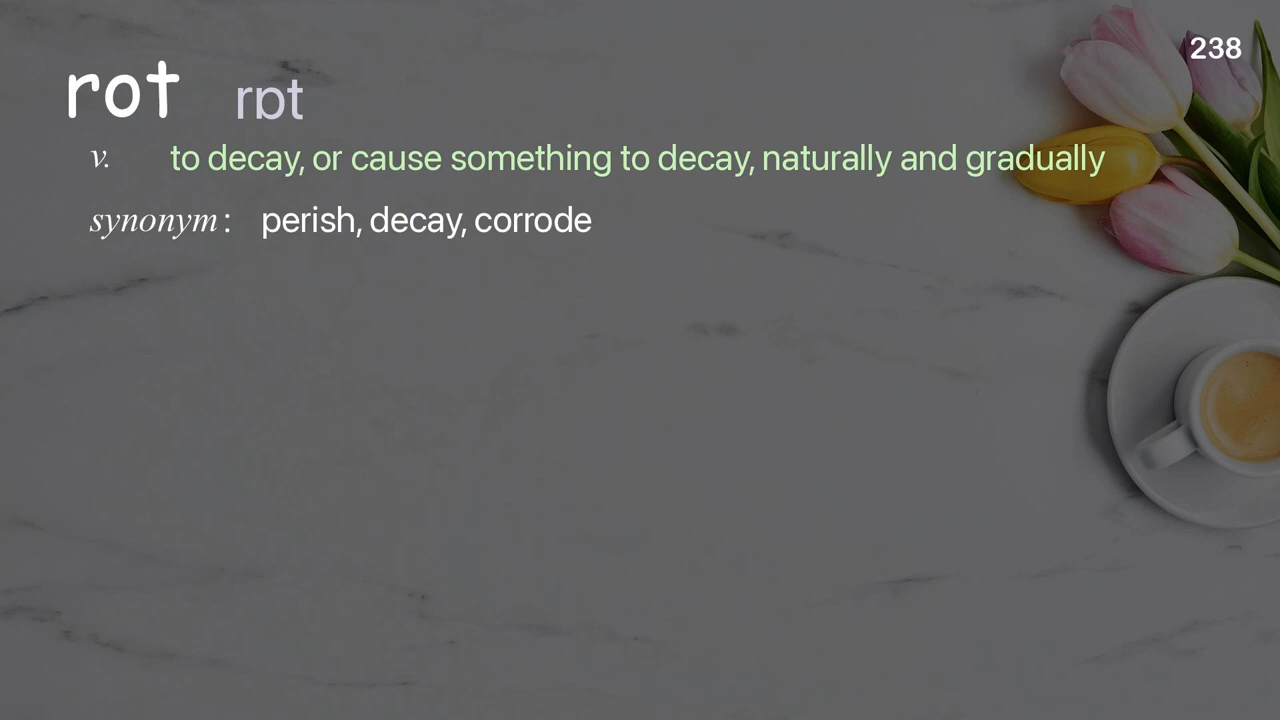 238
rot rɒt
v. to decay, or cause something to decay, naturally and gradually
synonym: perish, decay, corrode